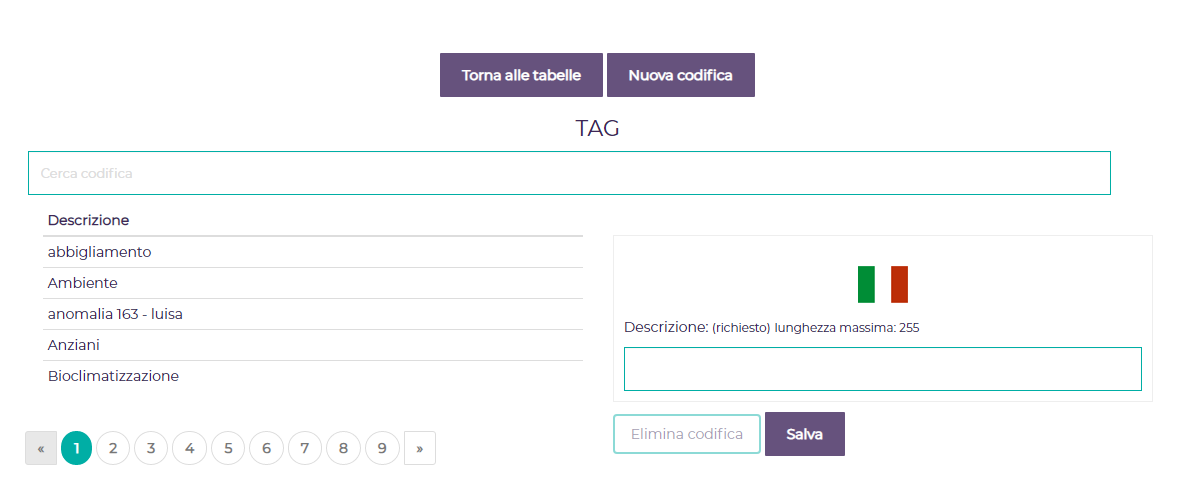 Torna alle tabelle Nuova codifica
TAG
Cerca codifica
Descrizione
abbigliamento
Ambiente
anomalia 163 - luisa
Anziani
Bioclimatizzazione
« 1 2 3 4 5 6 7 8 9 »
Descrizione: (richiesto) lunghezza massima: 255
Elimina codifica Salva